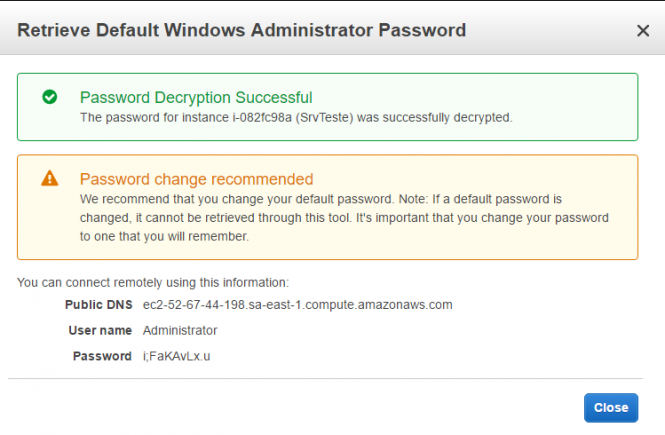 Retrieve Default Windows Administrator Password
Password Decryption Successful
The password for instance i-082fc98a (SrvTeste) was successfully decrypted.
Password change recommended
We recommend that you change your default password. Note: If a default password is
changed, it cannot be retrieved through this tool. It's important that you change your password
to one that you will remember.
You can connect remotely using this information:
Public DNS ec2-52-67-44-198.sa-east-1.compute.amazonaws.com
User name Administrator
Password i;FaKAvLx.u
Close